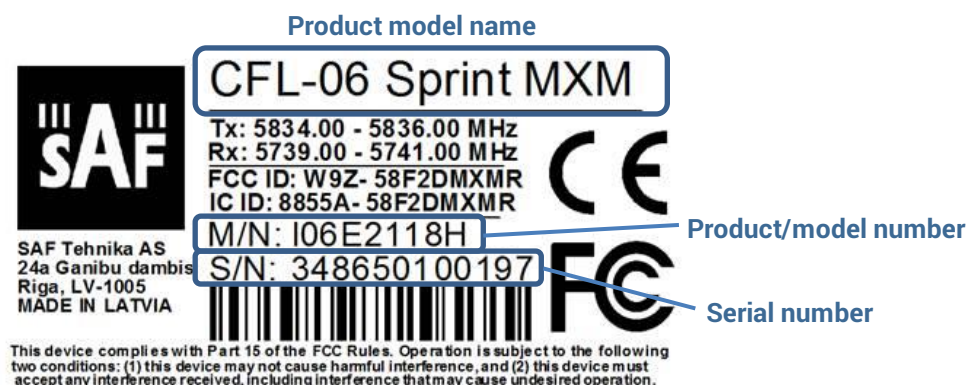 Product model name
CFL-06 Sprint MXM
SAF
Tx: 5834.00 - 5836.00 MHz
Rx: 5739.00 - 5741.00 MHz
FCC ID: W9Z- 58F2DMXMR
IC ID: 8855A- 58F2DMXMR
CE
M/N: I06E2118H
Product/model number
SAF Tehnika AS
24a Ganibu dambis
Riga, LV-1005
MADE IN LATVIA
S/N: 348650100197
FC
Serial number
This device complies with Part 15 of the FCC Rules. Operation is subject to the following
two conditions: (1) this device may not cause harmful interference, and (2) this device must
accept any interference received, including interference that may cause undesired operation.